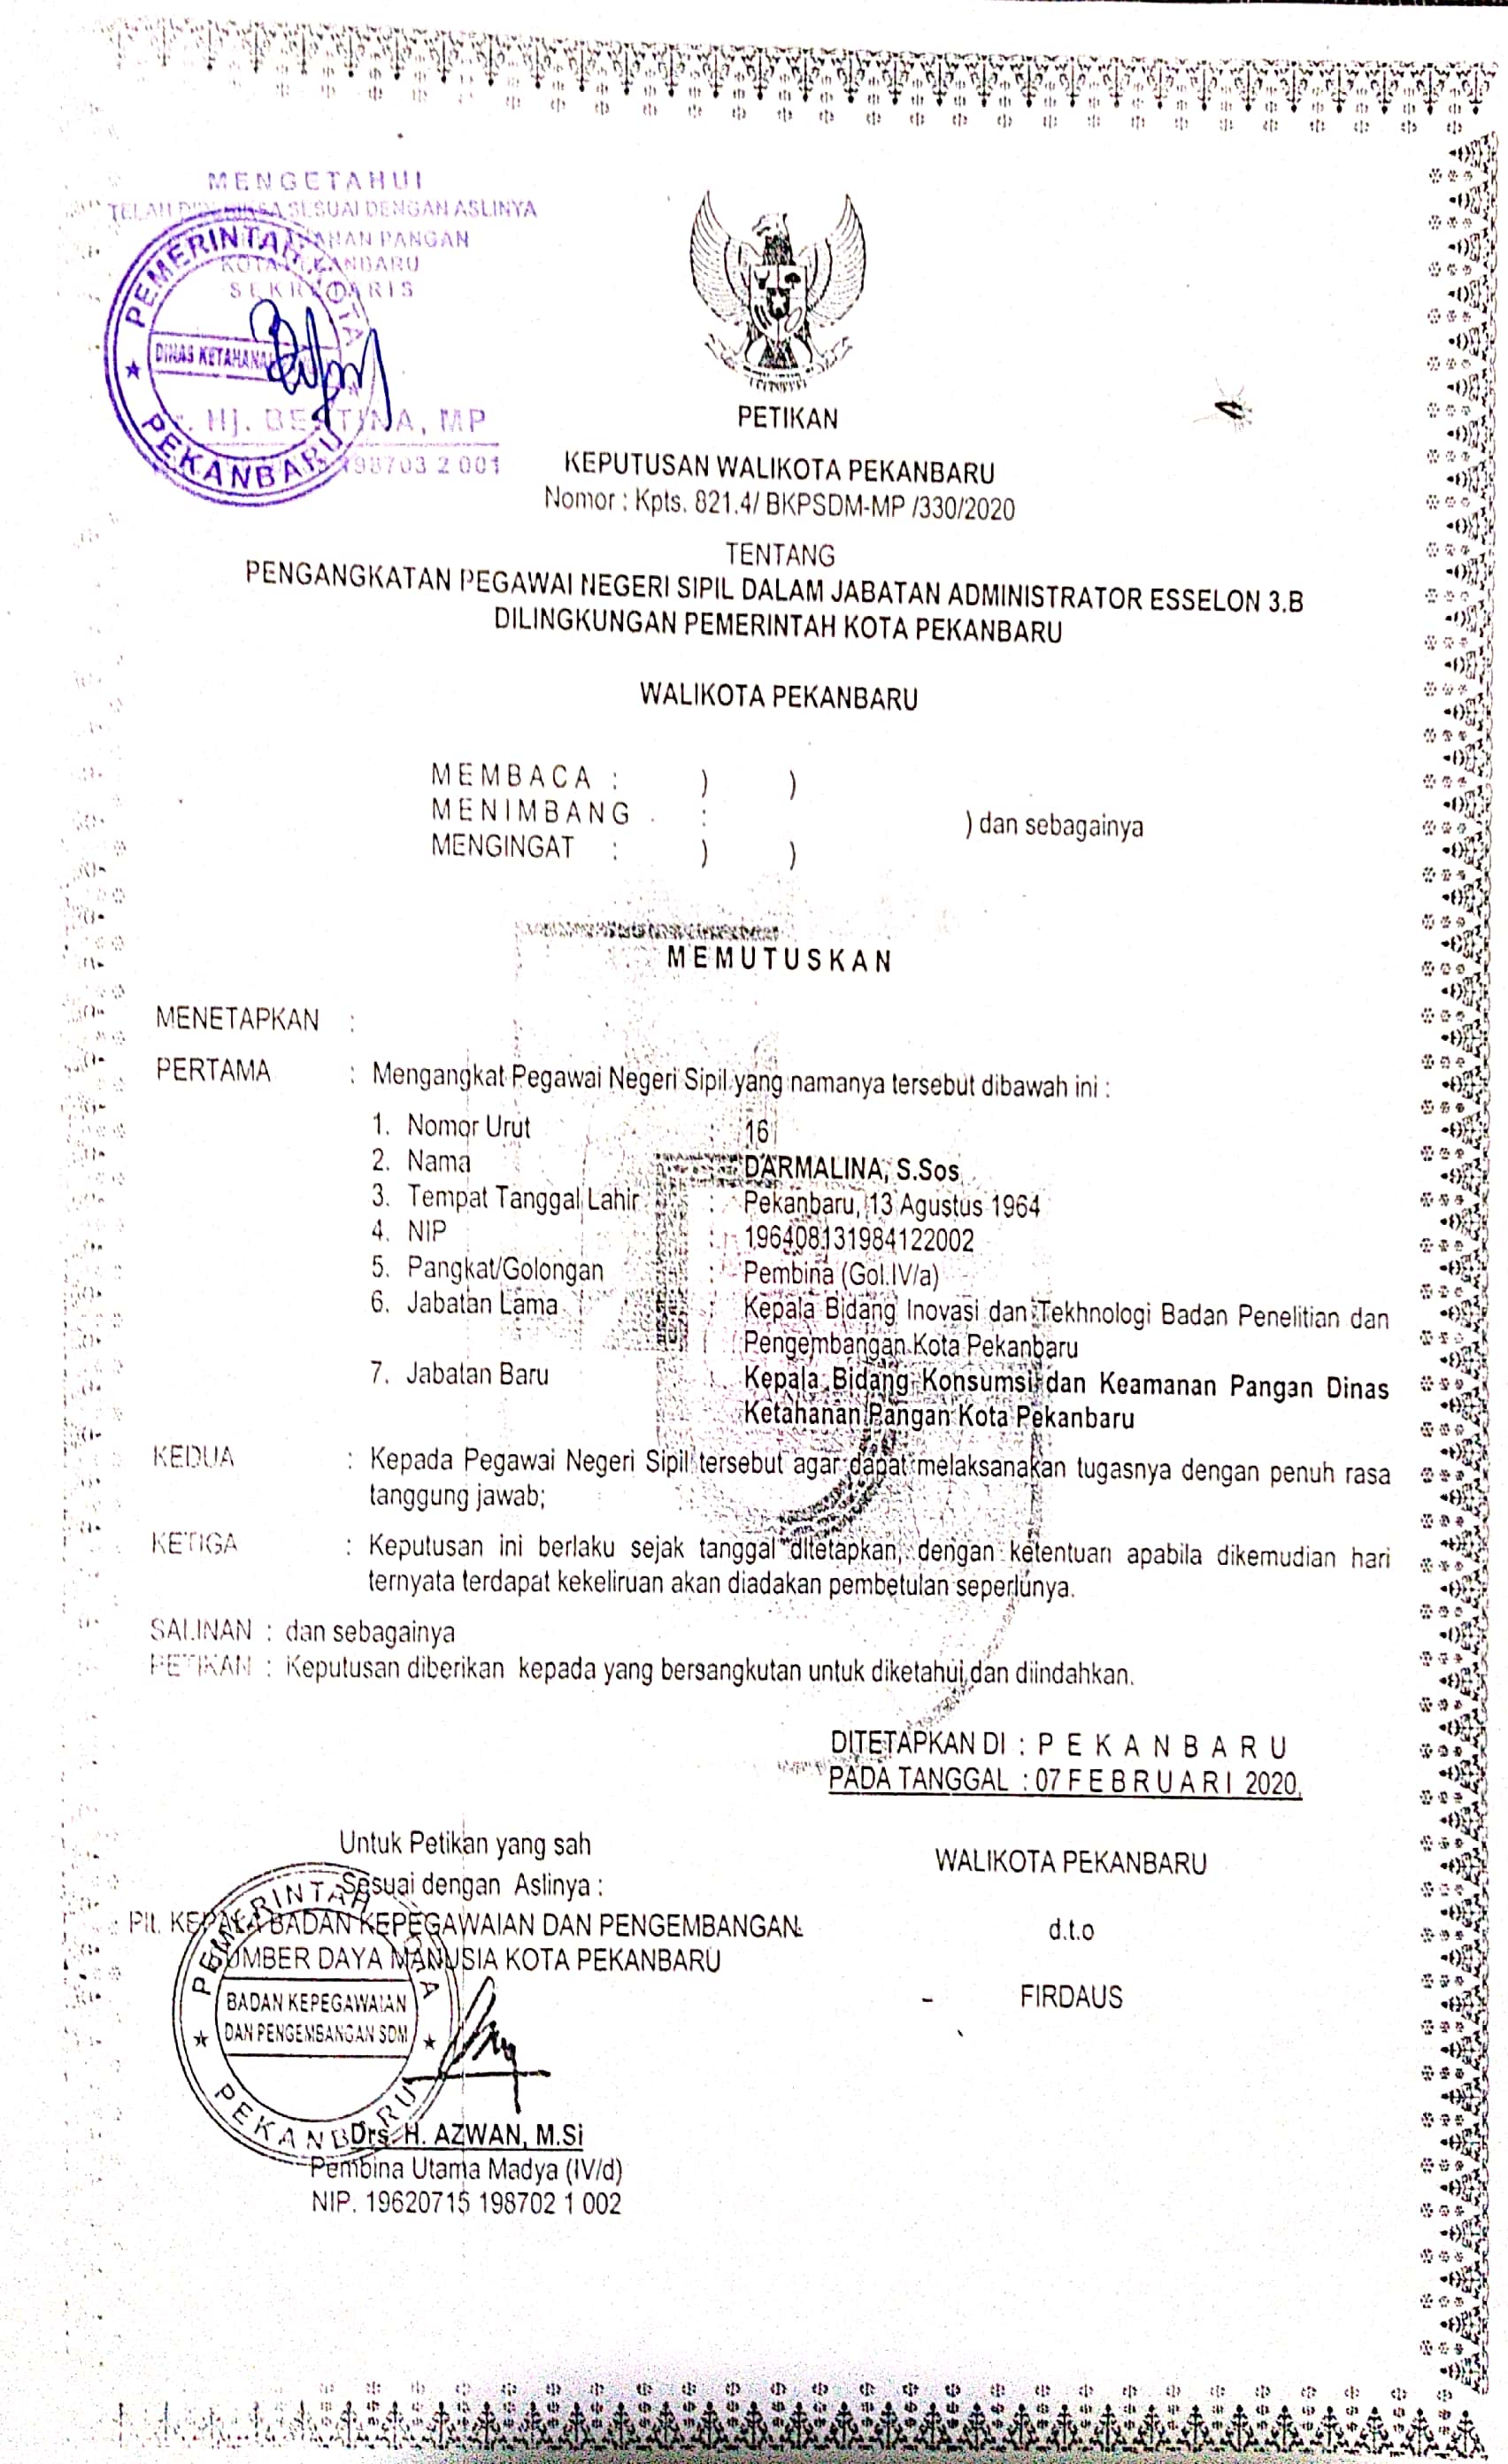 MENGETAHUI
SESUAI DENGAN ASLINYA
PANGAN
KOTA PEKANBARU
SEKRETARIS
PEMERINTAH KOTA
DINAS KETAHANAN
PEKANBARU
HJ. BESTINA, MP
198703 2 001
PETIKAN
KEPUTUSAN WALIKOTA PEKANBARU
Nomor : Kpts. 821.4/ BKPSDM-MP /330/2020
TENTANG
PENGANGKATAN PEGAWAI NEGERI SIPIL DALAM JABATAN ADMINISTRATOR ESSELON 3.B
DILINGKUNGAN PEMERINTAH KOTA PEKANBARU
WALIKOTA PEKANBARU
MEMBACA : ) )
MENIMBANG : ) dan sebagainya
MENGINGAT : ) )
MEMUTUSKAN
MENETAPKAN :
PERTAMA : Mengangkat Pegawai Negeri Sipil yang namanya tersebut dibawah ini :
1. Nomor Urut : 16
2. Nama : DARMALINA, S.Sos
3. Tempat Tanggal Lahir : Pekanbaru, 13 Agustus 1964
4. NIP : 196408131984122002
5. Pangkat/Golongan : Pembina (Gol.IV/a)
6. Jabatan Lama : Kepala Bidang Inovasi dan Tekhnologi Badan Penelitian dan
Pengembangan Kota Pekanbaru
7. Jabatan Baru : Kepala Bidang Konsumsi dan Keamanan Pangan Dinas
Ketahanan Pangan Kota Pekanbaru
KEDUA : Kepada Pegawai Negeri Sipil tersebut agar dapat melaksanakan tugasnya dengan penuh rasa
tanggung jawab;
KETIGA : Keputusan ini berlaku sejak tanggal ditetapkan, dengan ketentuan apabila dikemudian hari
ternyata terdapat kekeliruan akan diadakan pembetulan seperlunya.
SALINAN : dan sebagainya
PETIKAN : Keputusan diberikan kepada yang bersangkutan untuk diketahui dan diindahkan.
DITETAPKAN DI : P E K A N B A R U
PADA TANGGAL : 07 F E B R U A R I 2020
Untuk Petikan yang sah
Sesuai dengan Aslinya :
Plt. KEPALA BADAN KEPEGAWAIAN DAN PENGEMBANGAN
SUMBER DAYA MANUSIA KOTA PEKANBARU
WALIKOTA PEKANBARU
d.t.o
FIRDAUS
PEMERINTAH KOTA
BADAN KEPEGAWAIAN
DAN PENGEMBANGAN SDM
PEKANBARU
Drs. H. AZWAN, M.Si
Pembina Utama Madya (IV/d)
NIP. 19620715 198702 1 002